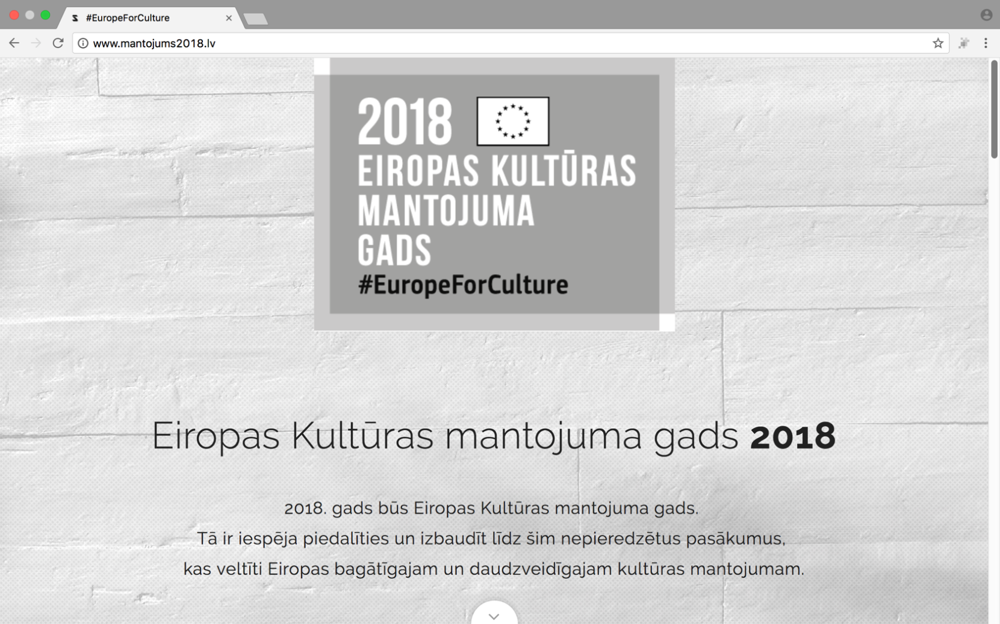 #EuropeForCulture
www.mantojums2018.lv
2018
EIROPAS KULTŪRAS
MANTOJUMA
GADS
#EuropeForCulture
Eiropas Kultūras mantojuma gads 2018
2018. gads būs Eiropas Kultūras mantojuma gads.
Tā ir iespēja piedalīties un izbaudīt līdz šim nepieredzētus pasākumus,
kas veltīti Eiropas bagātīgajam un daudzveidīgajam kultūras mantojumam.